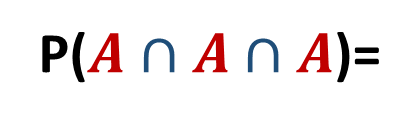 P(A ∩ A ∩ A)=